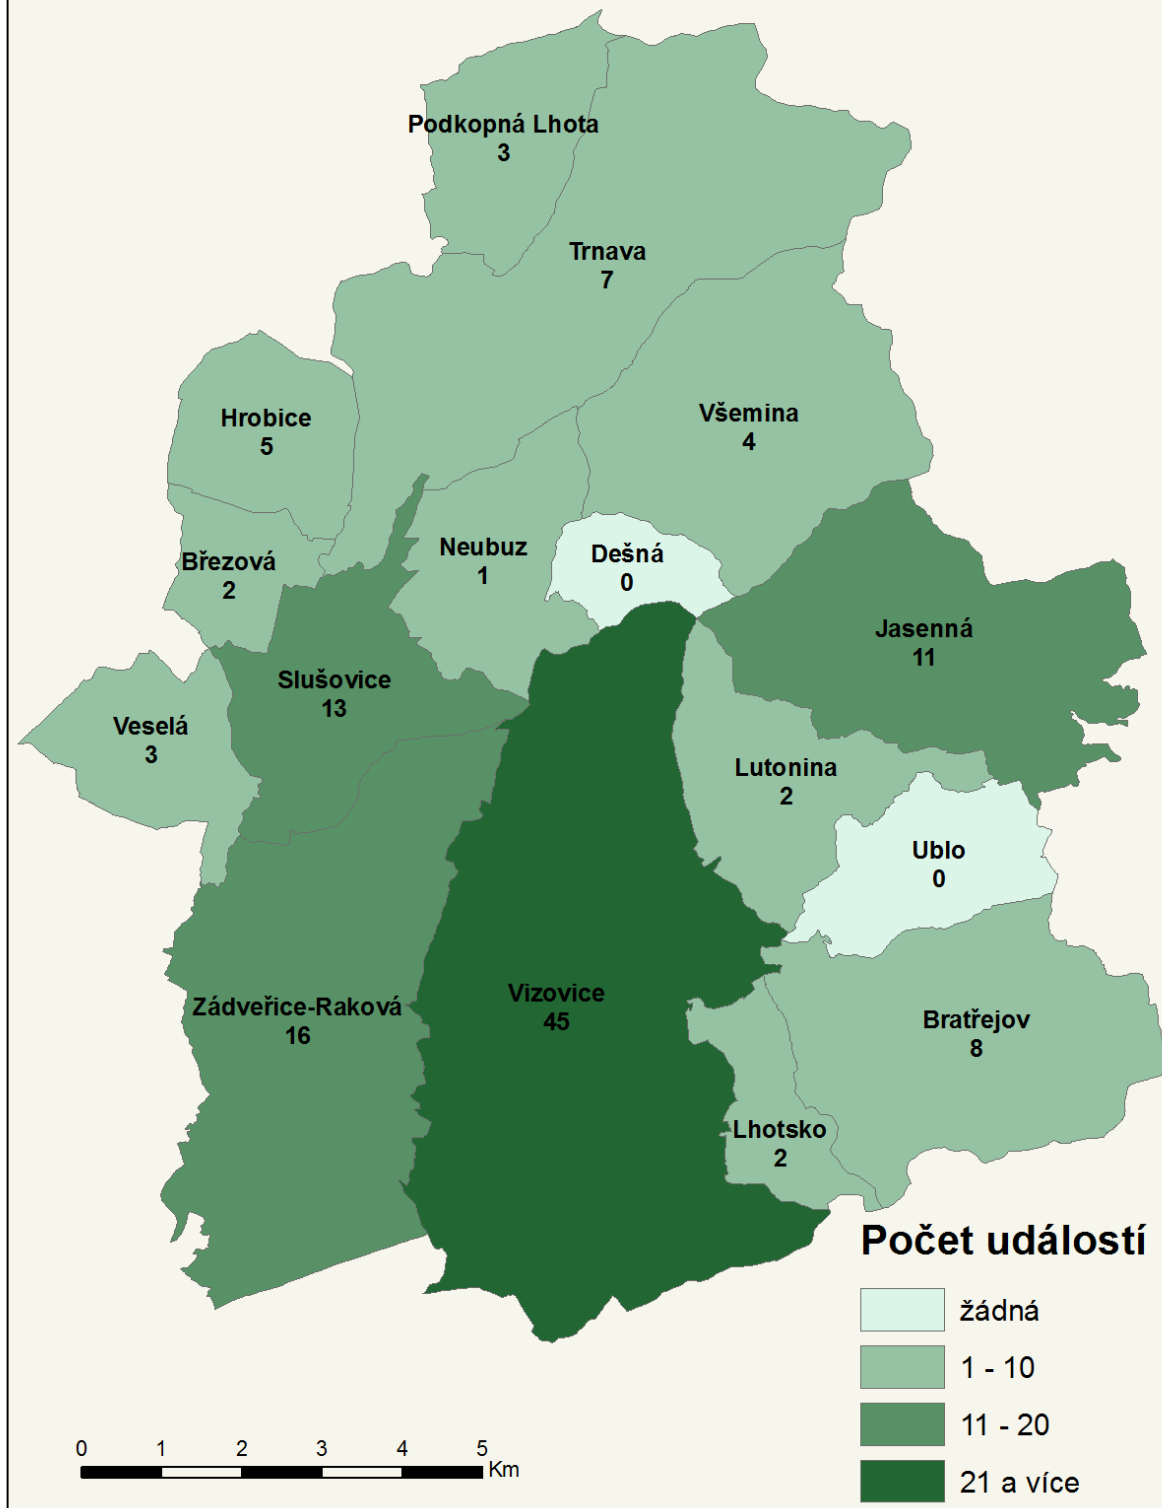 Podkopná Lhota
3
Trnava
7
Hrobice
5
Všemina
4
Březová
2
Neubuz
1
Dešná
0
Jasenná
11
Slušovice
13
Veselá
3
Lutonina
2
Ublo
0
Zádveřice-Raková
16
Vizovice
45
Bratřejov
8
Lhotsko
2
Počet událostí
žádná
1 - 10
11 - 20
21 a více
0 1 2 3 4 5
Km